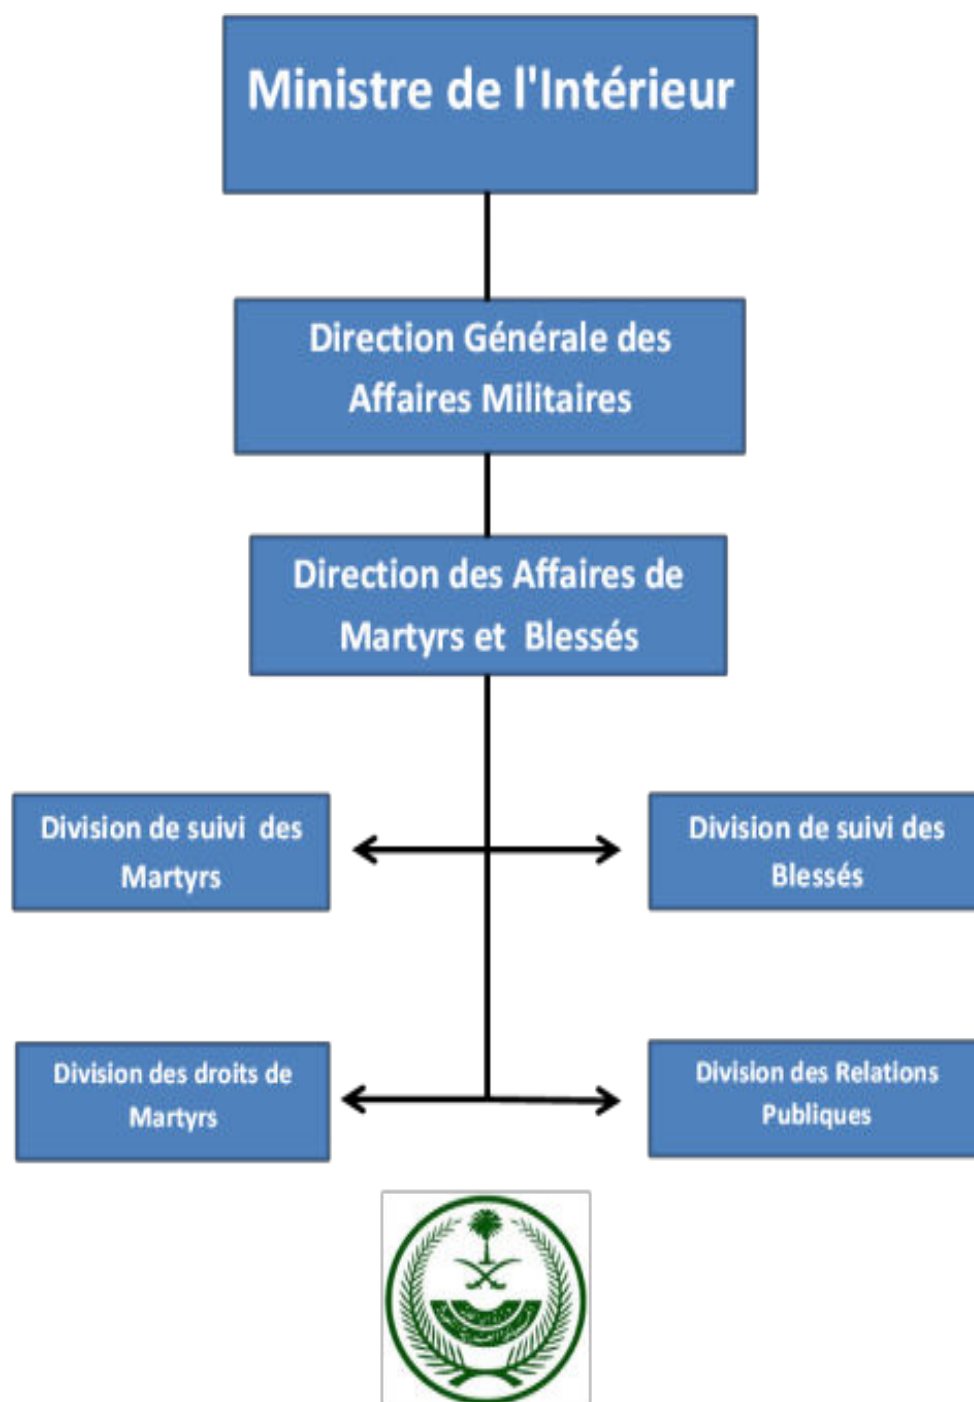 Ministre de l'Intérieur
Direction Générale des
Affaires Militaires
Direction des Affaires de
Martyrs et Blessés
Division de suivi des
Martyrs
Division de suivi des
Blessés
Division des droits de
Martyrs
Division des Relations
Publiques